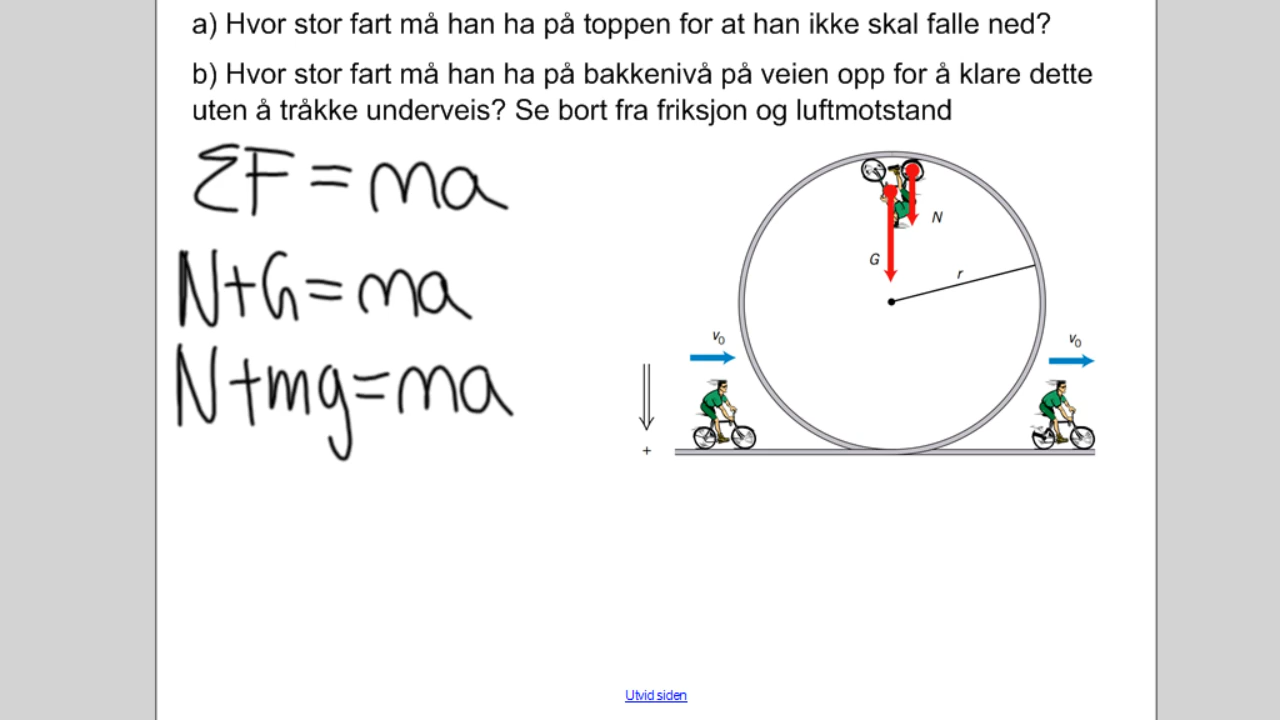 a) Hvor stor fart må han ha på toppen for at han ikke skal falle ned?
b) Hvor stor fart må han ha på bakkenivå på veien opp for å klare dette
uten å tråkke underveis? Se bort fra friksjon og luftmotstand
ΣF = ma
N+G = ma
N+mg = ma
N
G
r
v₀
v₀
+
Utvid siden